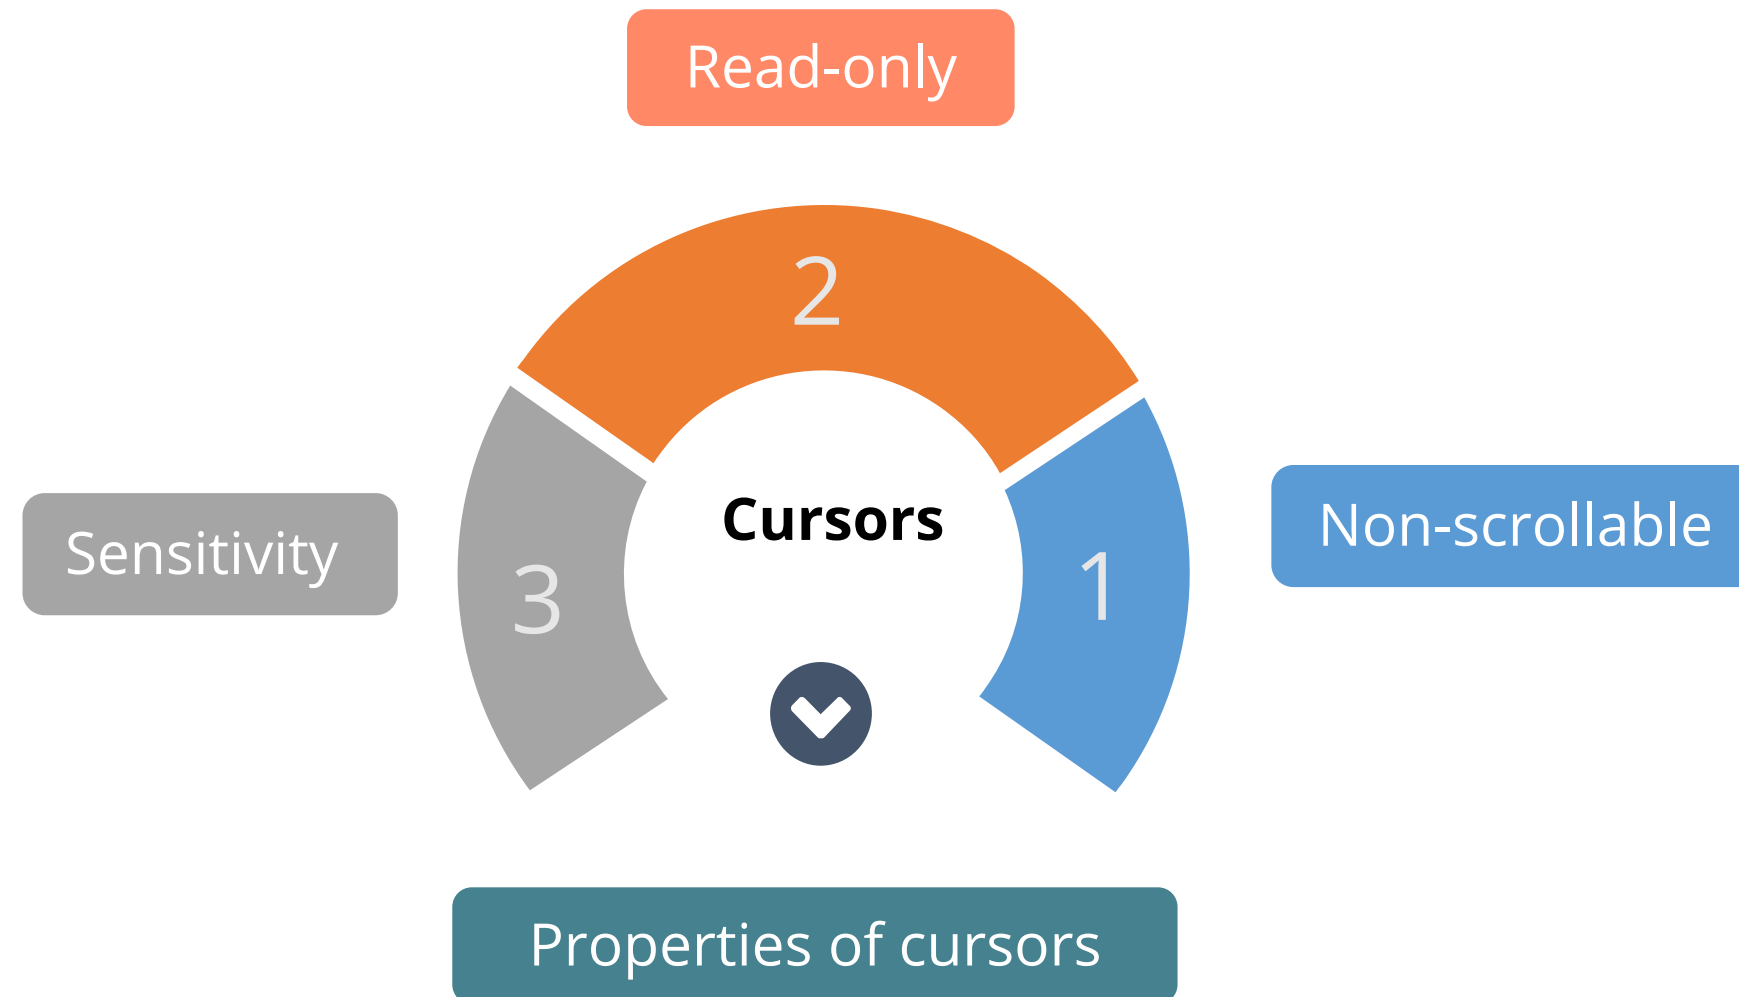 Read-only
2
Cursors
Non-scrollable
Sensitivity
3
1
Properties of cursors